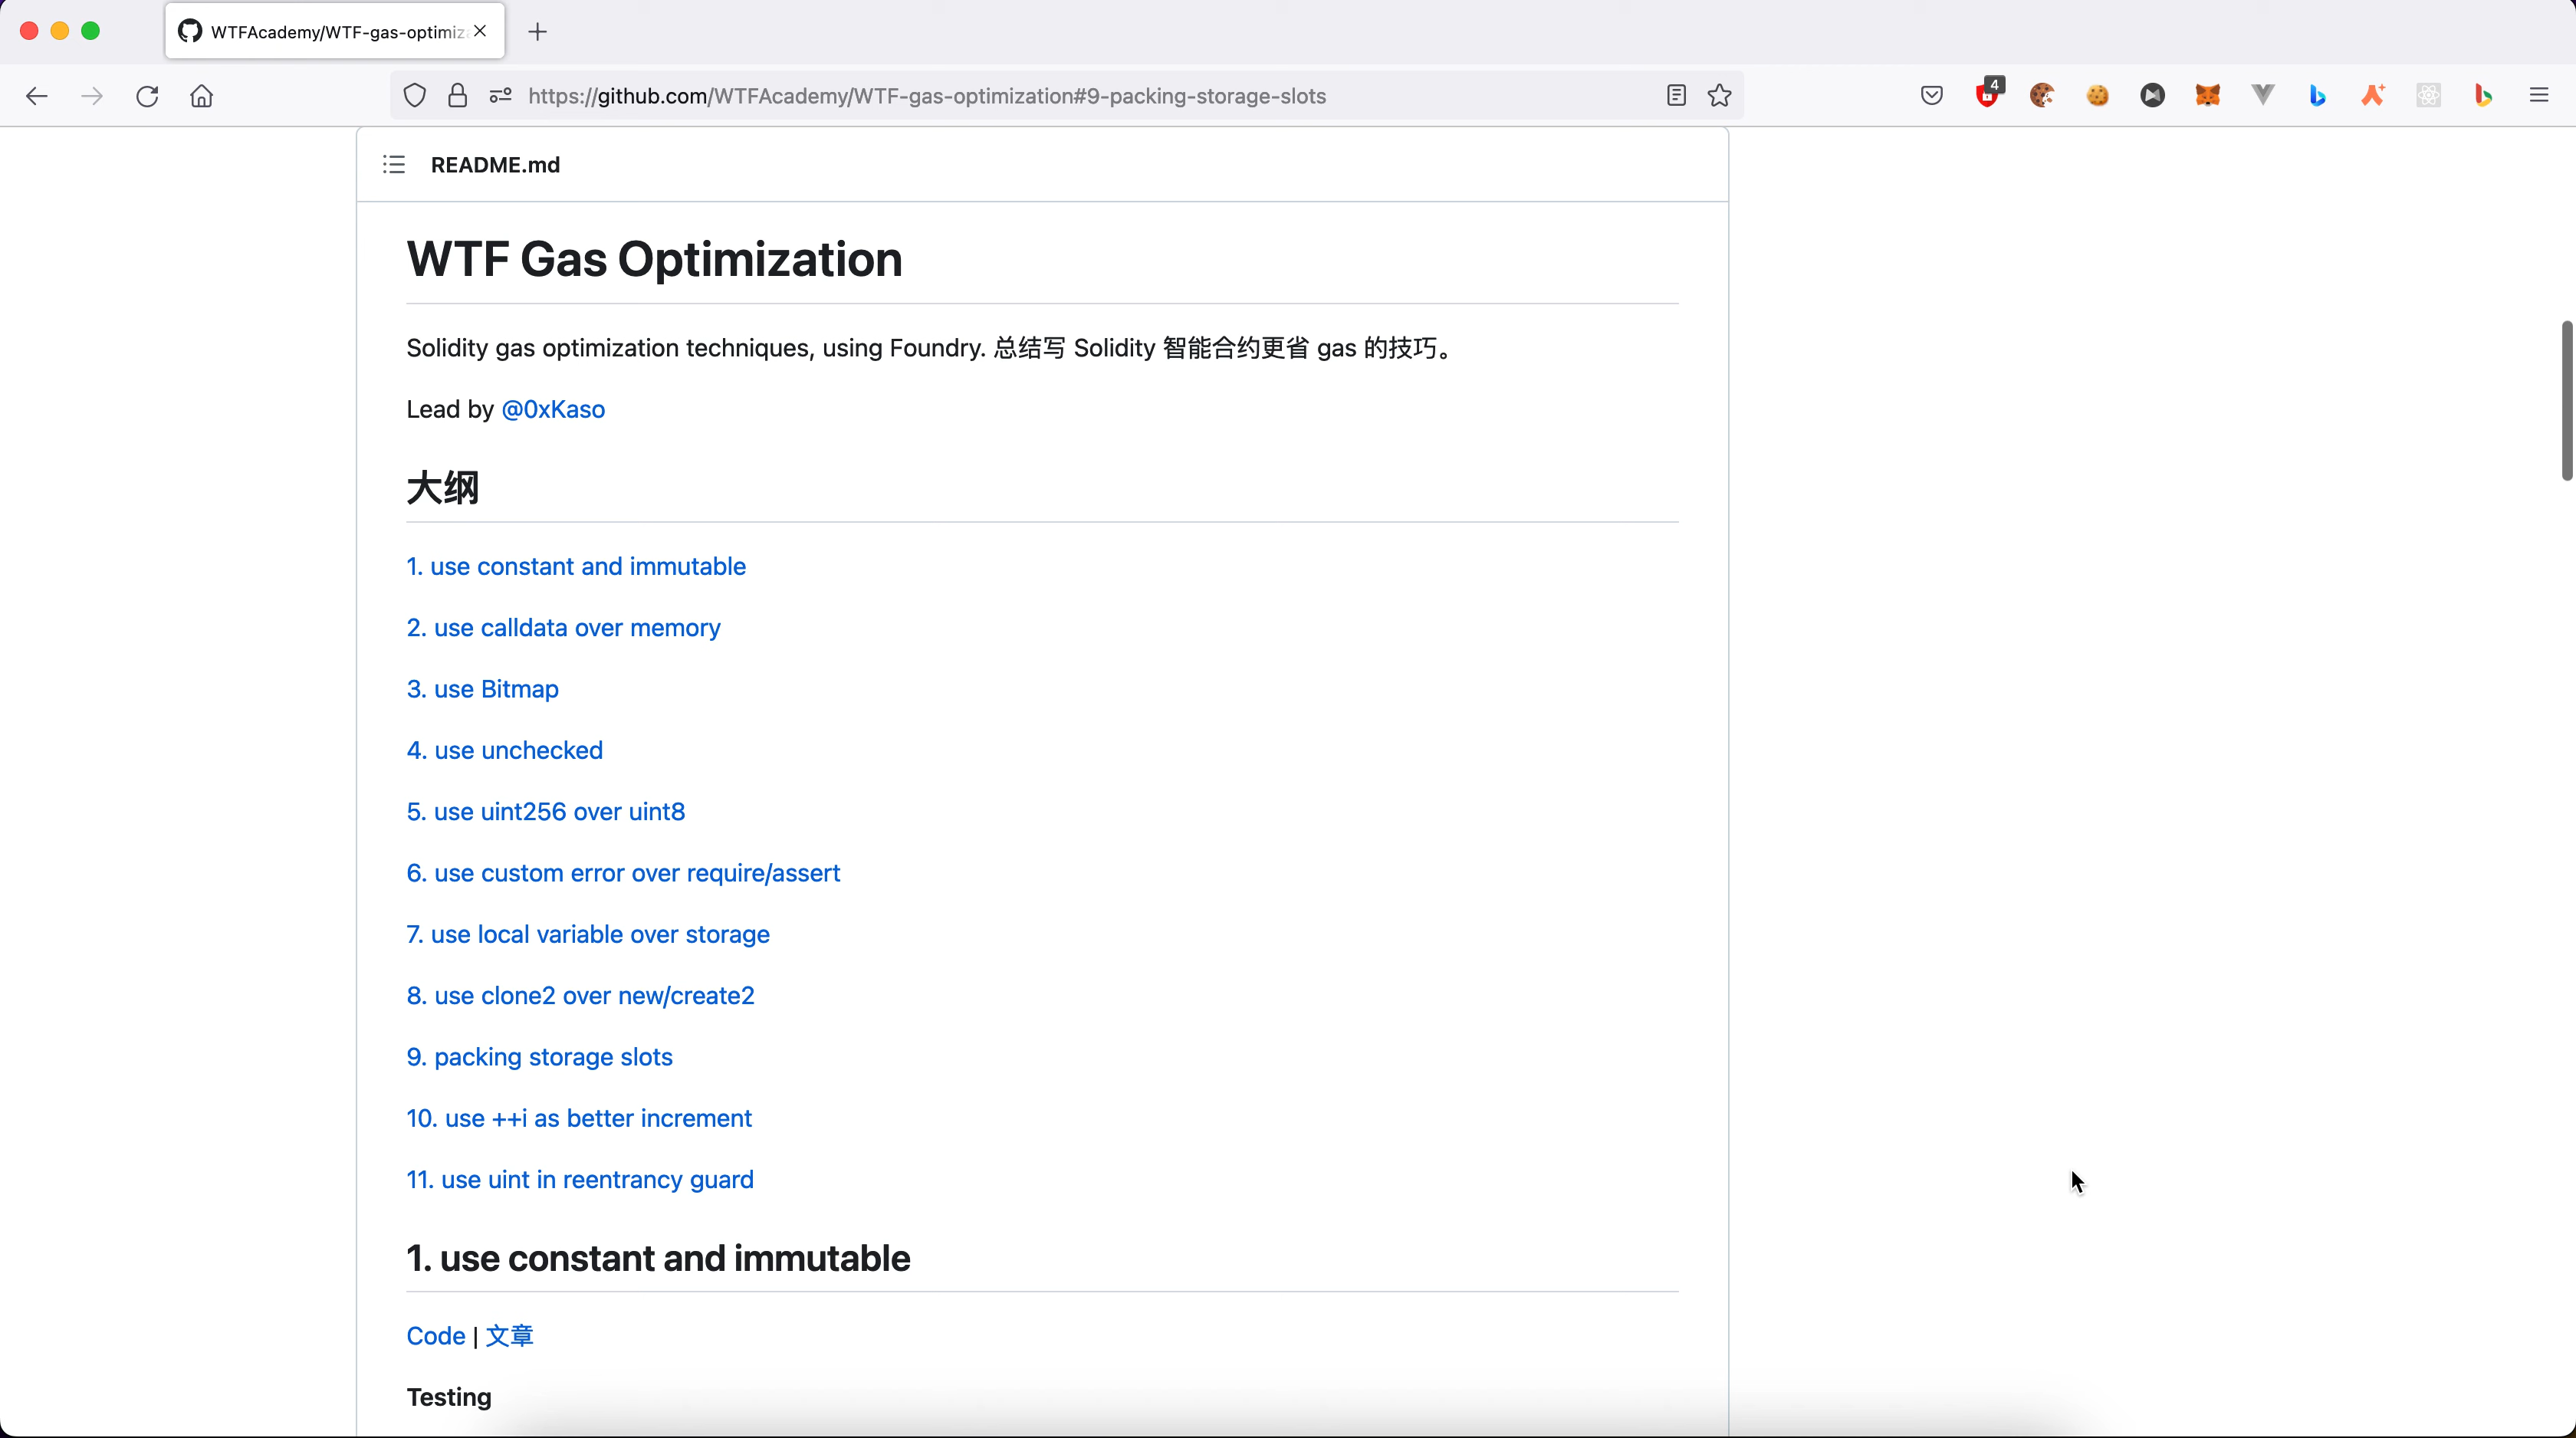 WTFAcademy/WTF-gas-optimiz
https://github.com/WTFAcademy/WTF-gas-optimization#9-packing-storage-slots
4
README.md
WTF Gas Optimization
Solidity gas optimization techniques, using Foundry. 总结写 Solidity 智能合约更省 gas 的技巧。
Lead by @0xKaso
大纲
1. use constant and immutable
2. use calldata over memory
3. use Bitmap
4. use unchecked
5. use uint256 over uint8
6. use custom error over require/assert
7. use local variable over storage
8. use clone2 over new/create2
9. packing storage slots
10. use ++i as better increment
11. use uint in reentrancy guard
1. use constant and immutable
Code | 文章
Testing